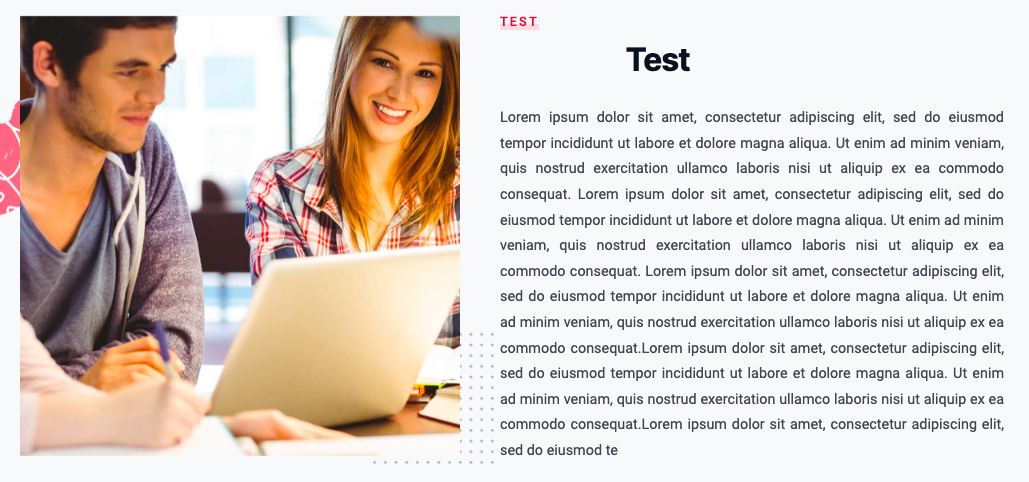 TEST
Test
Lorem ipsum dolor sit amet, consectetur adipiscing elit, sed do eiusmod
tempor incididunt ut labore et dolore magna aliqua. Ut enim ad minim veniam,
quis nostrud exercitation ullamco laboris nisi ut aliquip ex ea commodo
consequat. Lorem ipsum dolor sit amet, consectetur adipiscing elit, sed do
eiusmod tempor incididunt ut labore et dolore magna aliqua. Ut enim ad minim
veniam, quis nostrud exercitation ullamco laboris nisi ut aliquip ex ea
commodo consequat. Lorem ipsum dolor sit amet, consectetur adipiscing elit,
sed do eiusmod tempor incididunt ut labore et dolore magna aliqua. Ut enim
ad minim veniam, quis nostrud exercitation ullamco laboris nisi ut aliquip ex ea
commodo consequat.Lorem ipsum dolor sit amet, consectetur adipiscing elit,
sed do eiusmod tempor incididunt ut labore et dolore magna aliqua. Ut enim
ad minim veniam, quis nostrud exercitation ullamco laboris nisi ut aliquip ex ea
commodo consequat.Lorem ipsum dolor sit amet, consectetur adipiscing elit,
sed do eiusmod te